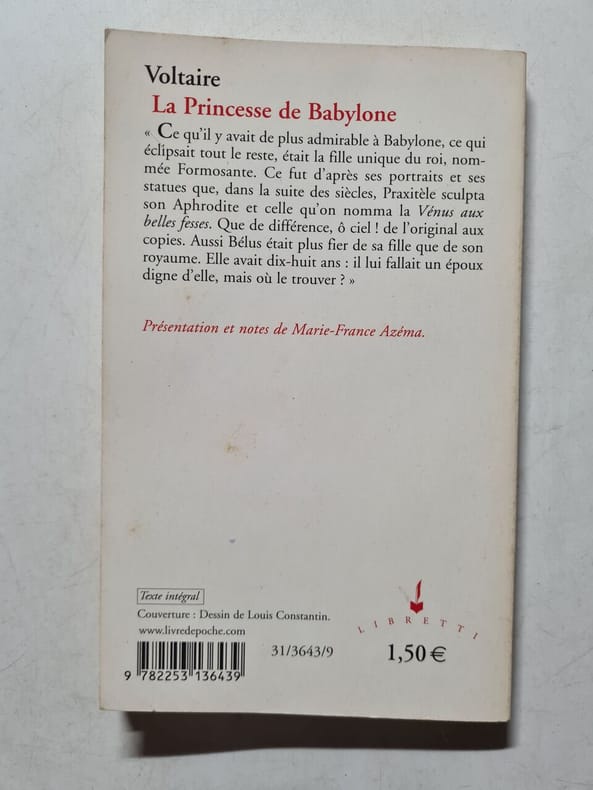 Voltaire
La Princesse de Babylone
« Ce qu'il y avait de plus admirable à Babylone, ce qui
éclipsait tout le reste, était la fille unique du roi, nom-
mée Formosante. Ce fut d'après ses portraits et ses
statues que, dans la suite des siècles, Praxitèle sculpta
son Aphrodite et celle qu'on nomma la Vénus aux
belles fesses. Que de différence, ô ciel ! de l'original aux
copies. Aussi Bélus était plus fier de sa fille que de son
royaume. Elle avait dix-huit ans : il lui fallait un époux
digne d'elle, mais où le trouver ? »
Présentation et notes de Marie-France Azéma.
Texte intégral
Couverture : Dessin de Louis Constantin.
www.livredepoche.com
31/3643/9
LIBRETTI
1,50 €
9 782253 136439